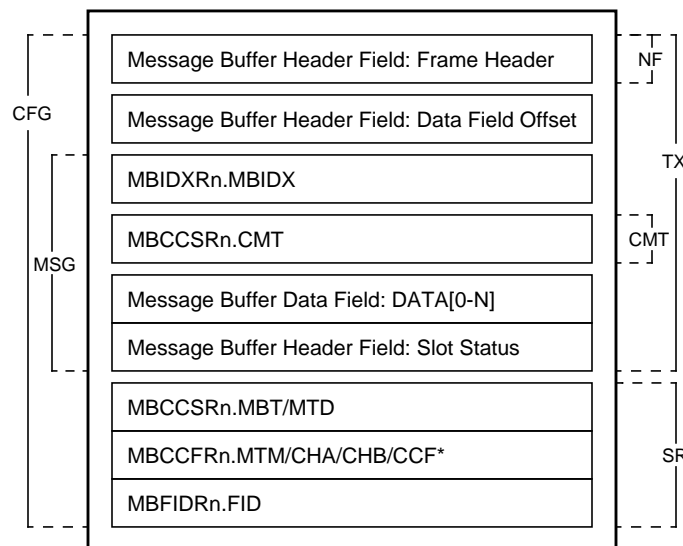 Message Buffer Header Field: Frame Header
NF
CFG
Message Buffer Header Field: Data Field Offset
TX
MBIDXRn.MBIDX
MBCCSRn.CMT
CMT
MSG
Message Buffer Data Field: DATA[0-N]
Message Buffer Header Field: Slot Status
MBCCSRn.MBT/MTD
MBCCFRn.MTM/CHA/CHB/CCF*
SR
MBFIDRn.FID